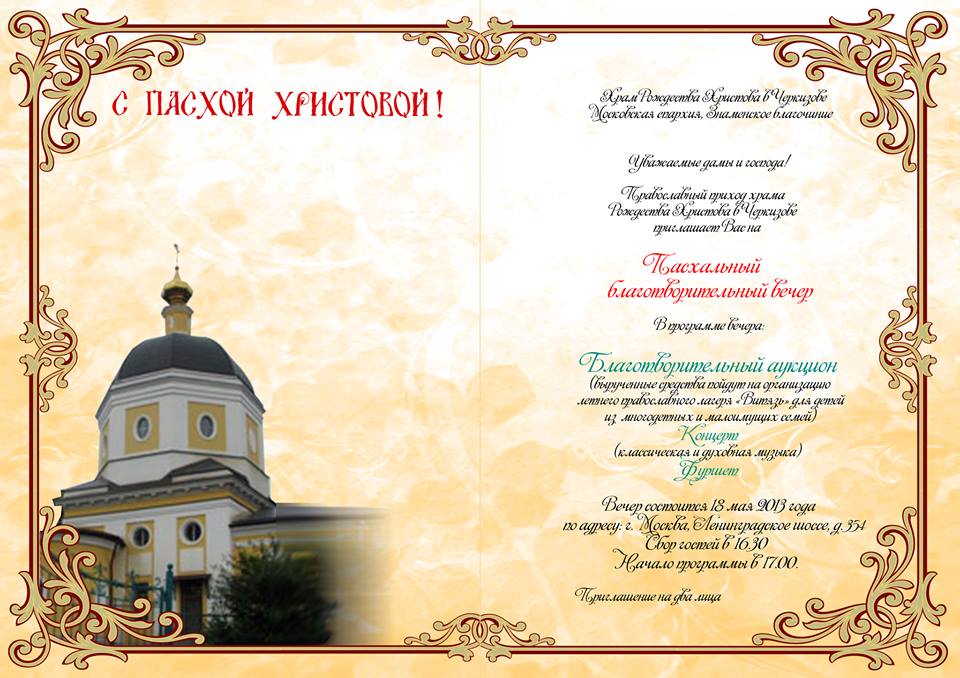 С ПАСХОЙ ХРИСТОВОЙ!
Храм Рождества Христова в Черкизове
Московская епархия, Знаменское благочиние
Уважаемые дамы и господа!
Православный приход храма
Рождества Христова в Черкизове
приглашает Вас на
Пасхальный
благотворительный вечер
В программе вечера:
Благотворительный аукцион
(вырученные средства пойдут на организацию
летнего православного лагеря «Витязь» для детей
из многодетных и малоимущих семей)
Концерт
(классическая и духовная музыка)
Фуршет
Вечер состоится 18 мая 2013 года
по адресу: г. Москва, Ленинградское шоссе, д.354
Сбор гостей в 16.30
Начало программы в 17.00.
Приглашение на два лица